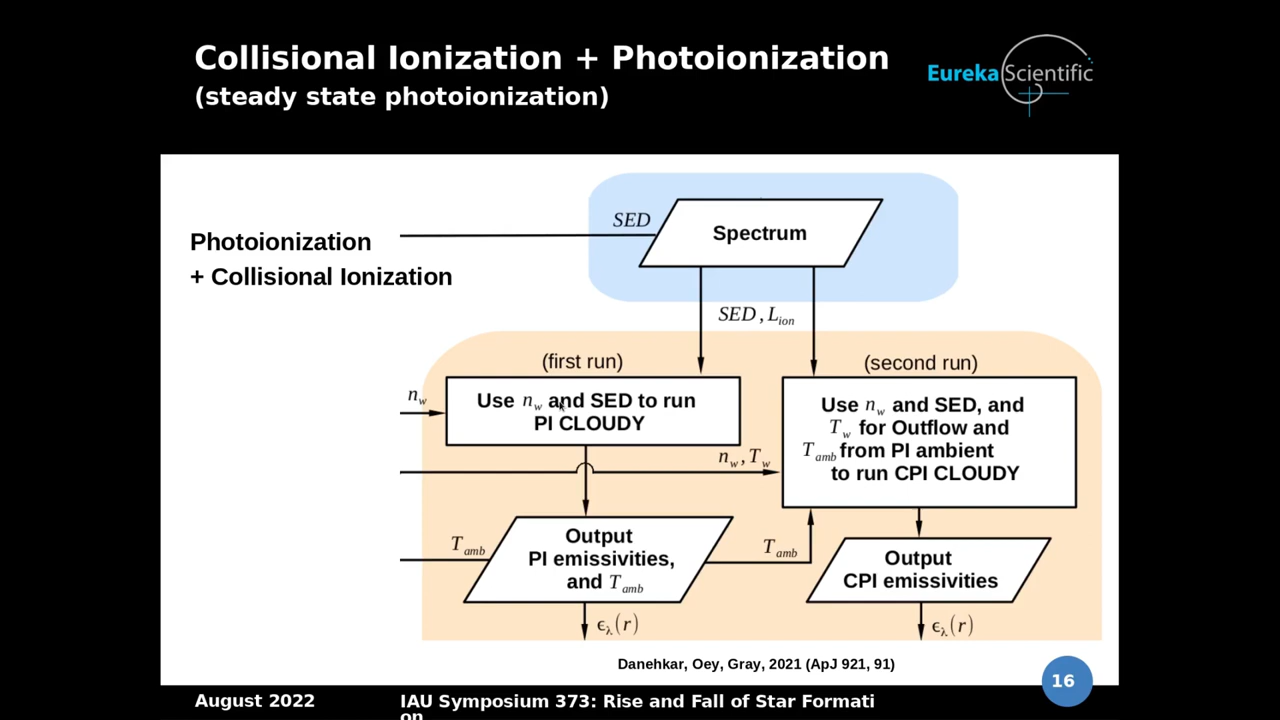 Collisional Ionization + Photoionization
(steady state photoionization)
EurekaScientific
Photoionization
+ Collisional Ionization
SED
Spectrum
SED , L_ion
(first run)
(second run)
n_w
Use n_w and SED to run
PI CLOUDY
Use n_w and SED, and
T_w for Outflow and
T_amb from PI ambient
to run CPI CLOUDY
n_w , T_w
T_amb
Output
PI emissivities,
and T_amb
T_amb
Output
CPI emissivities
ϵ_λ(r)
ϵ_λ(r)
Danehkar, Oey, Gray, 2021 (ApJ 921, 91)
16
August 2022
IAU Symposium 373: Rise and Fall of Star Formati
on